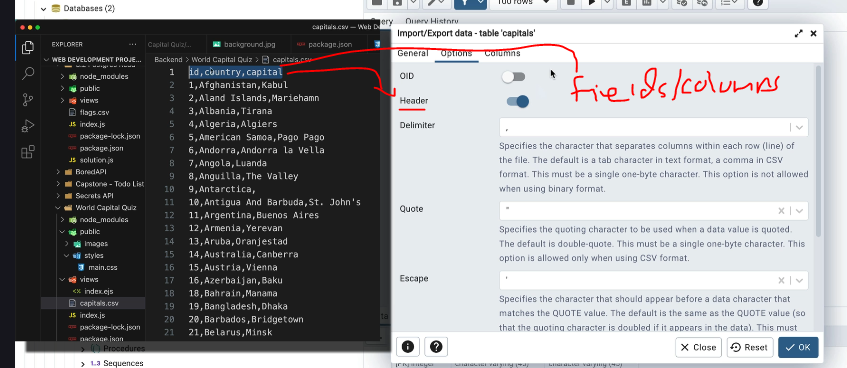 Databases (2)
100 rows
Query Query History
capitals.csv — Web Dev
EXPLORER
Capital Quiz/...
background.jpg
package.json
WEB DEVELOPMENT PROJE...
node_modules
public
views
flags.csv
index.js
package-lock.json
package.json
solution.js
BoredAPI
Capstone - Todo List
Secrets API
World Capital Quiz
node_modules
public
images
styles
main.css
views
index.ejs
capitals.csv
index.js
package-lock.json
package.json
Backend > World Capital Quiz > capitals.csv
1 id,country,capital
2 1,Afghanistan,Kabul
3 2,Aland Islands,Mariehamn
4 3,Albania,Tirana
5 4,Algeria,Algiers
6 5,American Samoa,Pago Pago
7 6,Andorra,Andorra la Vella
8 7,Angola,Luanda
9 8,Anguilla,The Valley
10 9,Antarctica,
11 10,Antigua And Barbuda,St. John's
12 11,Argentina,Buenos Aires
13 12,Armenia,Yerevan
14 13,Aruba,Oranjestad
15 14,Australia,Canberra
16 15,Austria,Vienna
17 16,Azerbaijan,Baku
18 18,Bahrain,Manama
19 19,Bangladesh,Dhaka
20 20,Barbados,Bridgetown
21 21,Belarus,Minsk
Procedures
1..3 Sequences
Import/Export data - table 'capitals'
General Options Columns
OID
fields/columns
Header
Delimiter
,
Specifies the character that separates columns within each row (line) of
the file. The default is a tab character in text format, a comma in CSV
format. This must be a single one-byte character. This option is not allowed
when using binary format.
Quote
"
Specifies the quoting character to be used when a data value is quoted.
The default is double-quote. This must be a single one-byte character. This
option is allowed only when using CSV format.
Escape
'
Specifies the character that should appear before a data character that
matches the QUOTE value. The default is the same as the QUOTE value (so
that the quoting character is doubled if it appears in the data). This must
Close Reset OK